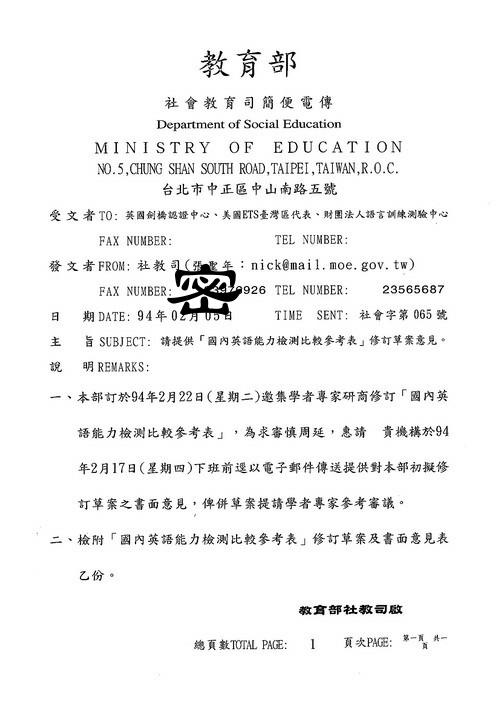 教育部
社會教育司簡便電傳
Department of Social Education
MINISTRY OF EDUCATION
NO.5,CHUNG SHAN SOUTH ROAD,TAIPEI,TAIWAN,R.O.C.
台北市中正區中山南路五號
受文者TO: 英國劍橋認證中心、美國ETS臺灣區代表、財團法人語言訓練測驗中心
FAX NUMBER: TEL NUMBER:
發文者FROM: 社教司(張聖年：nick@mail.moe.gov.tw)
FAX NUMBER: 密 TEL NUMBER: 23565687
日 期DATE: 94年02月05日 TIME SENT: 社會字第065號
主 旨SUBJECT: 請提供「國內英語能力檢測比較參考表」修訂草案意見。
說 明REMARKS:
一、本部訂於94年2月22日(星期二)邀集學者專家研商修訂「國內英
語能力檢測比較參考表」，為求審慎周延，惠請 貴機構於94
年2月17日(星期四)下班前逕以電子郵件傳送提供對本部初擬修
訂草案之書面意見，俾併草案提請學者專家參考審議。
二、檢附「國內英語能力檢測比較參考表」修訂草案及書面意見表
乙份。
教育部社教司啟
總頁數TOTAL PAGE: 1 頁次PAGE: 第一頁 共一
頁